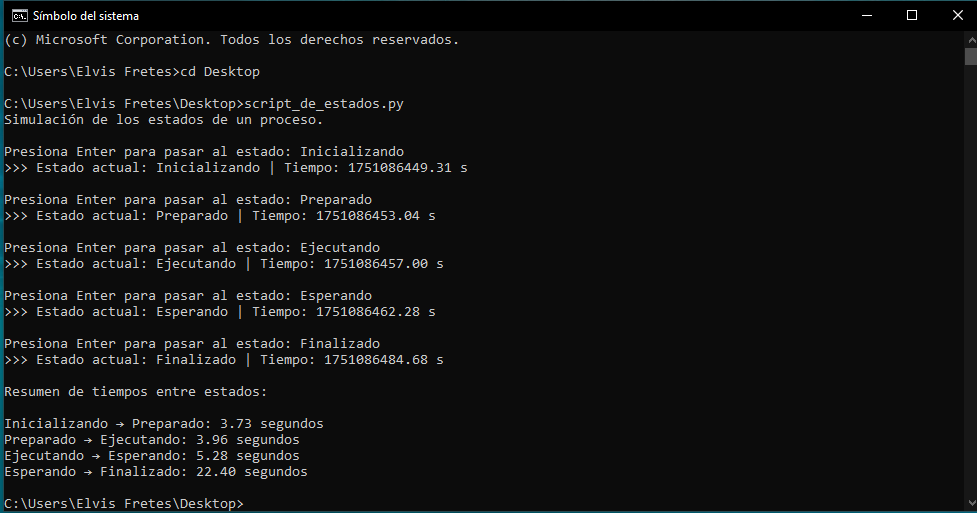 Símbolo del sistema
(c) Microsoft Corporation. Todos los derechos reservados.
C:\Users\Elvis Fretes>cd Desktop
C:\Users\Elvis Fretes\Desktop>script_de_estados.py
Simulación de los estados de un proceso.
Presiona Enter para pasar al estado: Inicializando
>>> Estado actual: Inicializando | Tiempo: 1751086449.31 s
Presiona Enter para pasar al estado: Preparado
>>> Estado actual: Preparado | Tiempo: 1751086453.04 s
Presiona Enter para pasar al estado: Ejecutando
>>> Estado actual: Ejecutando | Tiempo: 1751086457.00 s
Presiona Enter para pasar al estado: Esperando
>>> Estado actual: Esperando | Tiempo: 1751086462.28 s
Presiona Enter para pasar al estado: Finalizado
>>> Estado actual: Finalizado | Tiempo: 1751086484.68 s
Resumen de tiempos entre estados:
Inicializando → Preparado: 3.73 segundos
Preparado → Ejecutando: 3.96 segundos
Ejecutando → Esperando: 5.28 segundos
Esperando → Finalizado: 22.40 segundos
C:\Users\Elvis Fretes\Desktop>